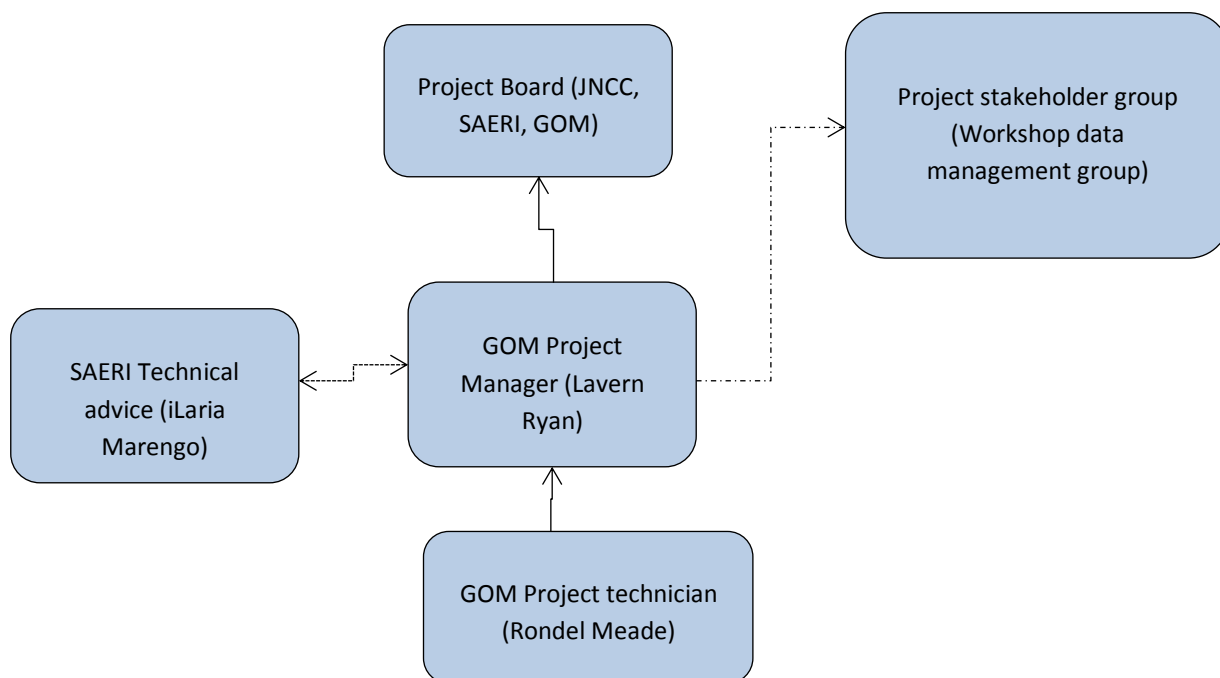 Project Board (JNCC,
SAERI, GOM)
Project stakeholder group
(Workshop data
management group)
SAERI Technical
advice (iLaria
Marengo)
GOM Project
Manager (Lavern
Ryan)
GOM Project technician
(Rondel Meade)